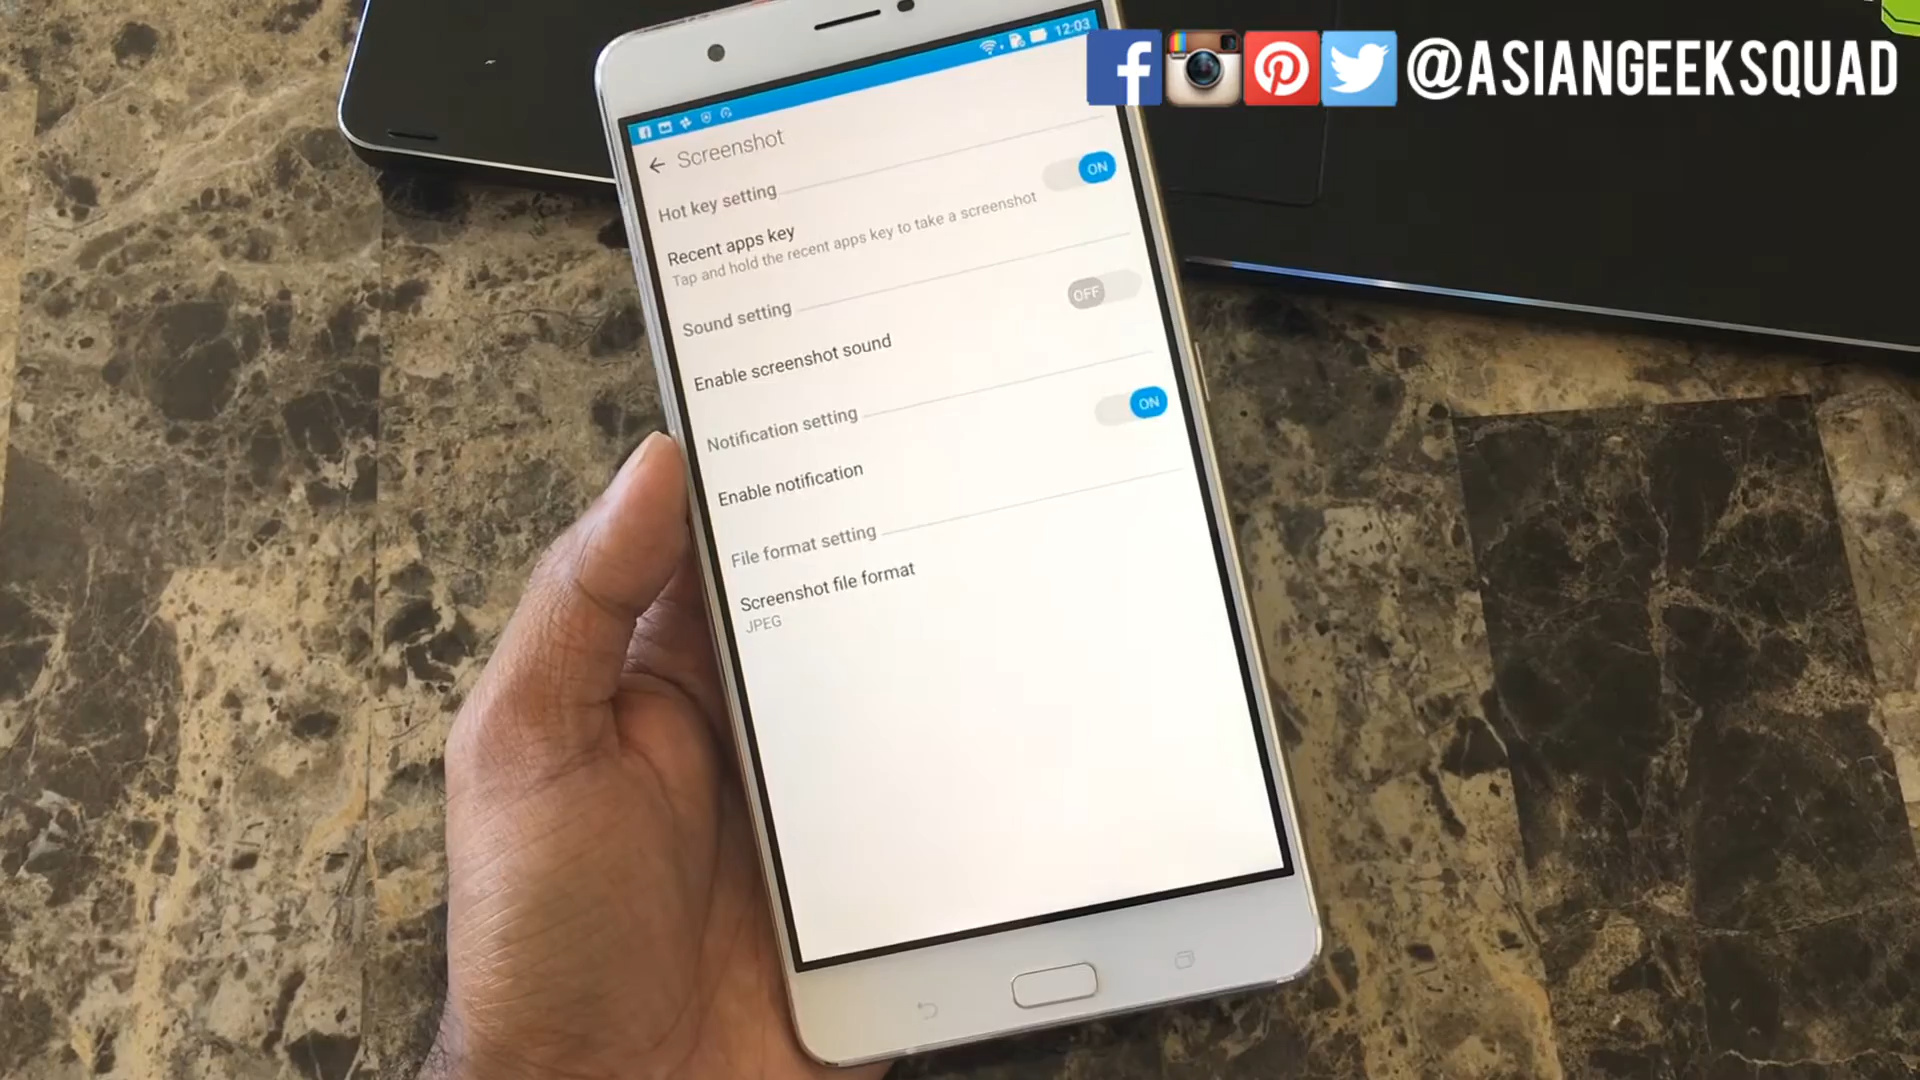 @ASIANGEEKSQUAD
12:03
Screenshot
Hot key setting
ON
Recent apps key
Tap and hold the recent apps key to take a screenshot
Sound setting
OFF
Enable screenshot sound
Notification setting
ON
Enable notification
File format setting
Screenshot file format
JPEG